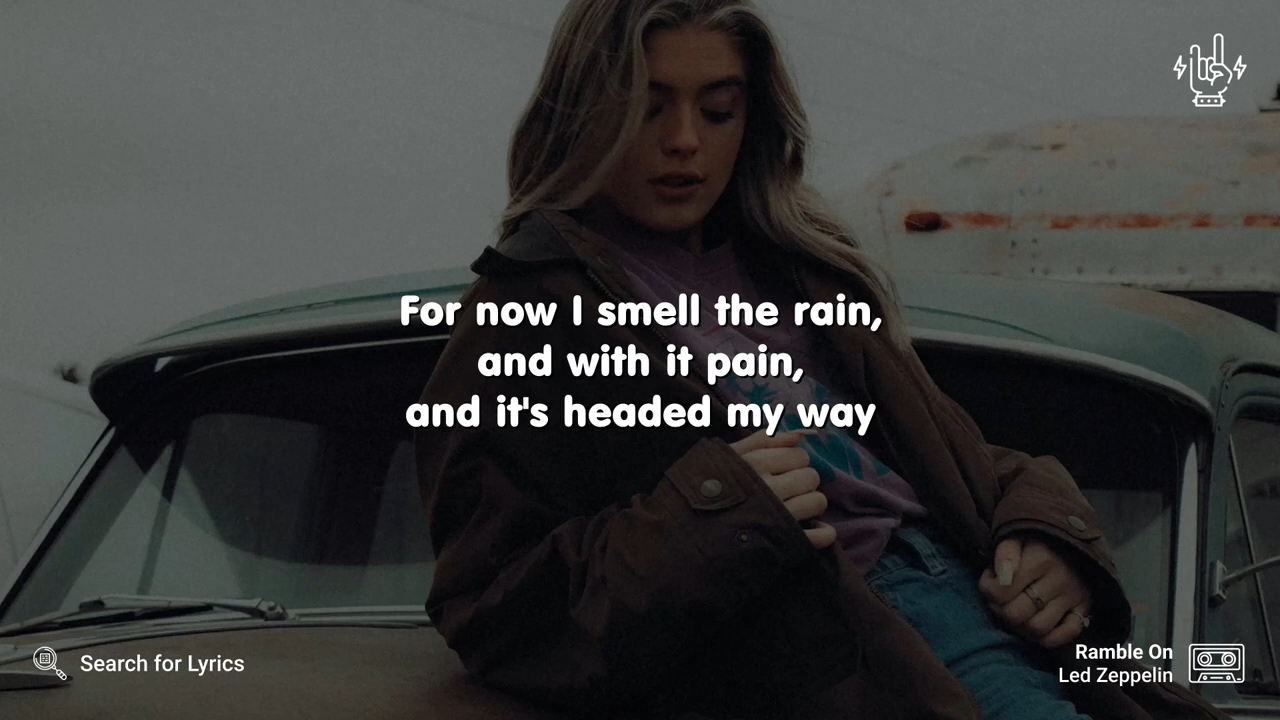 For now I smell the rain,
and with it pain,
and it's headed my way
Search for Lyrics
Ramble On
Led Zeppelin